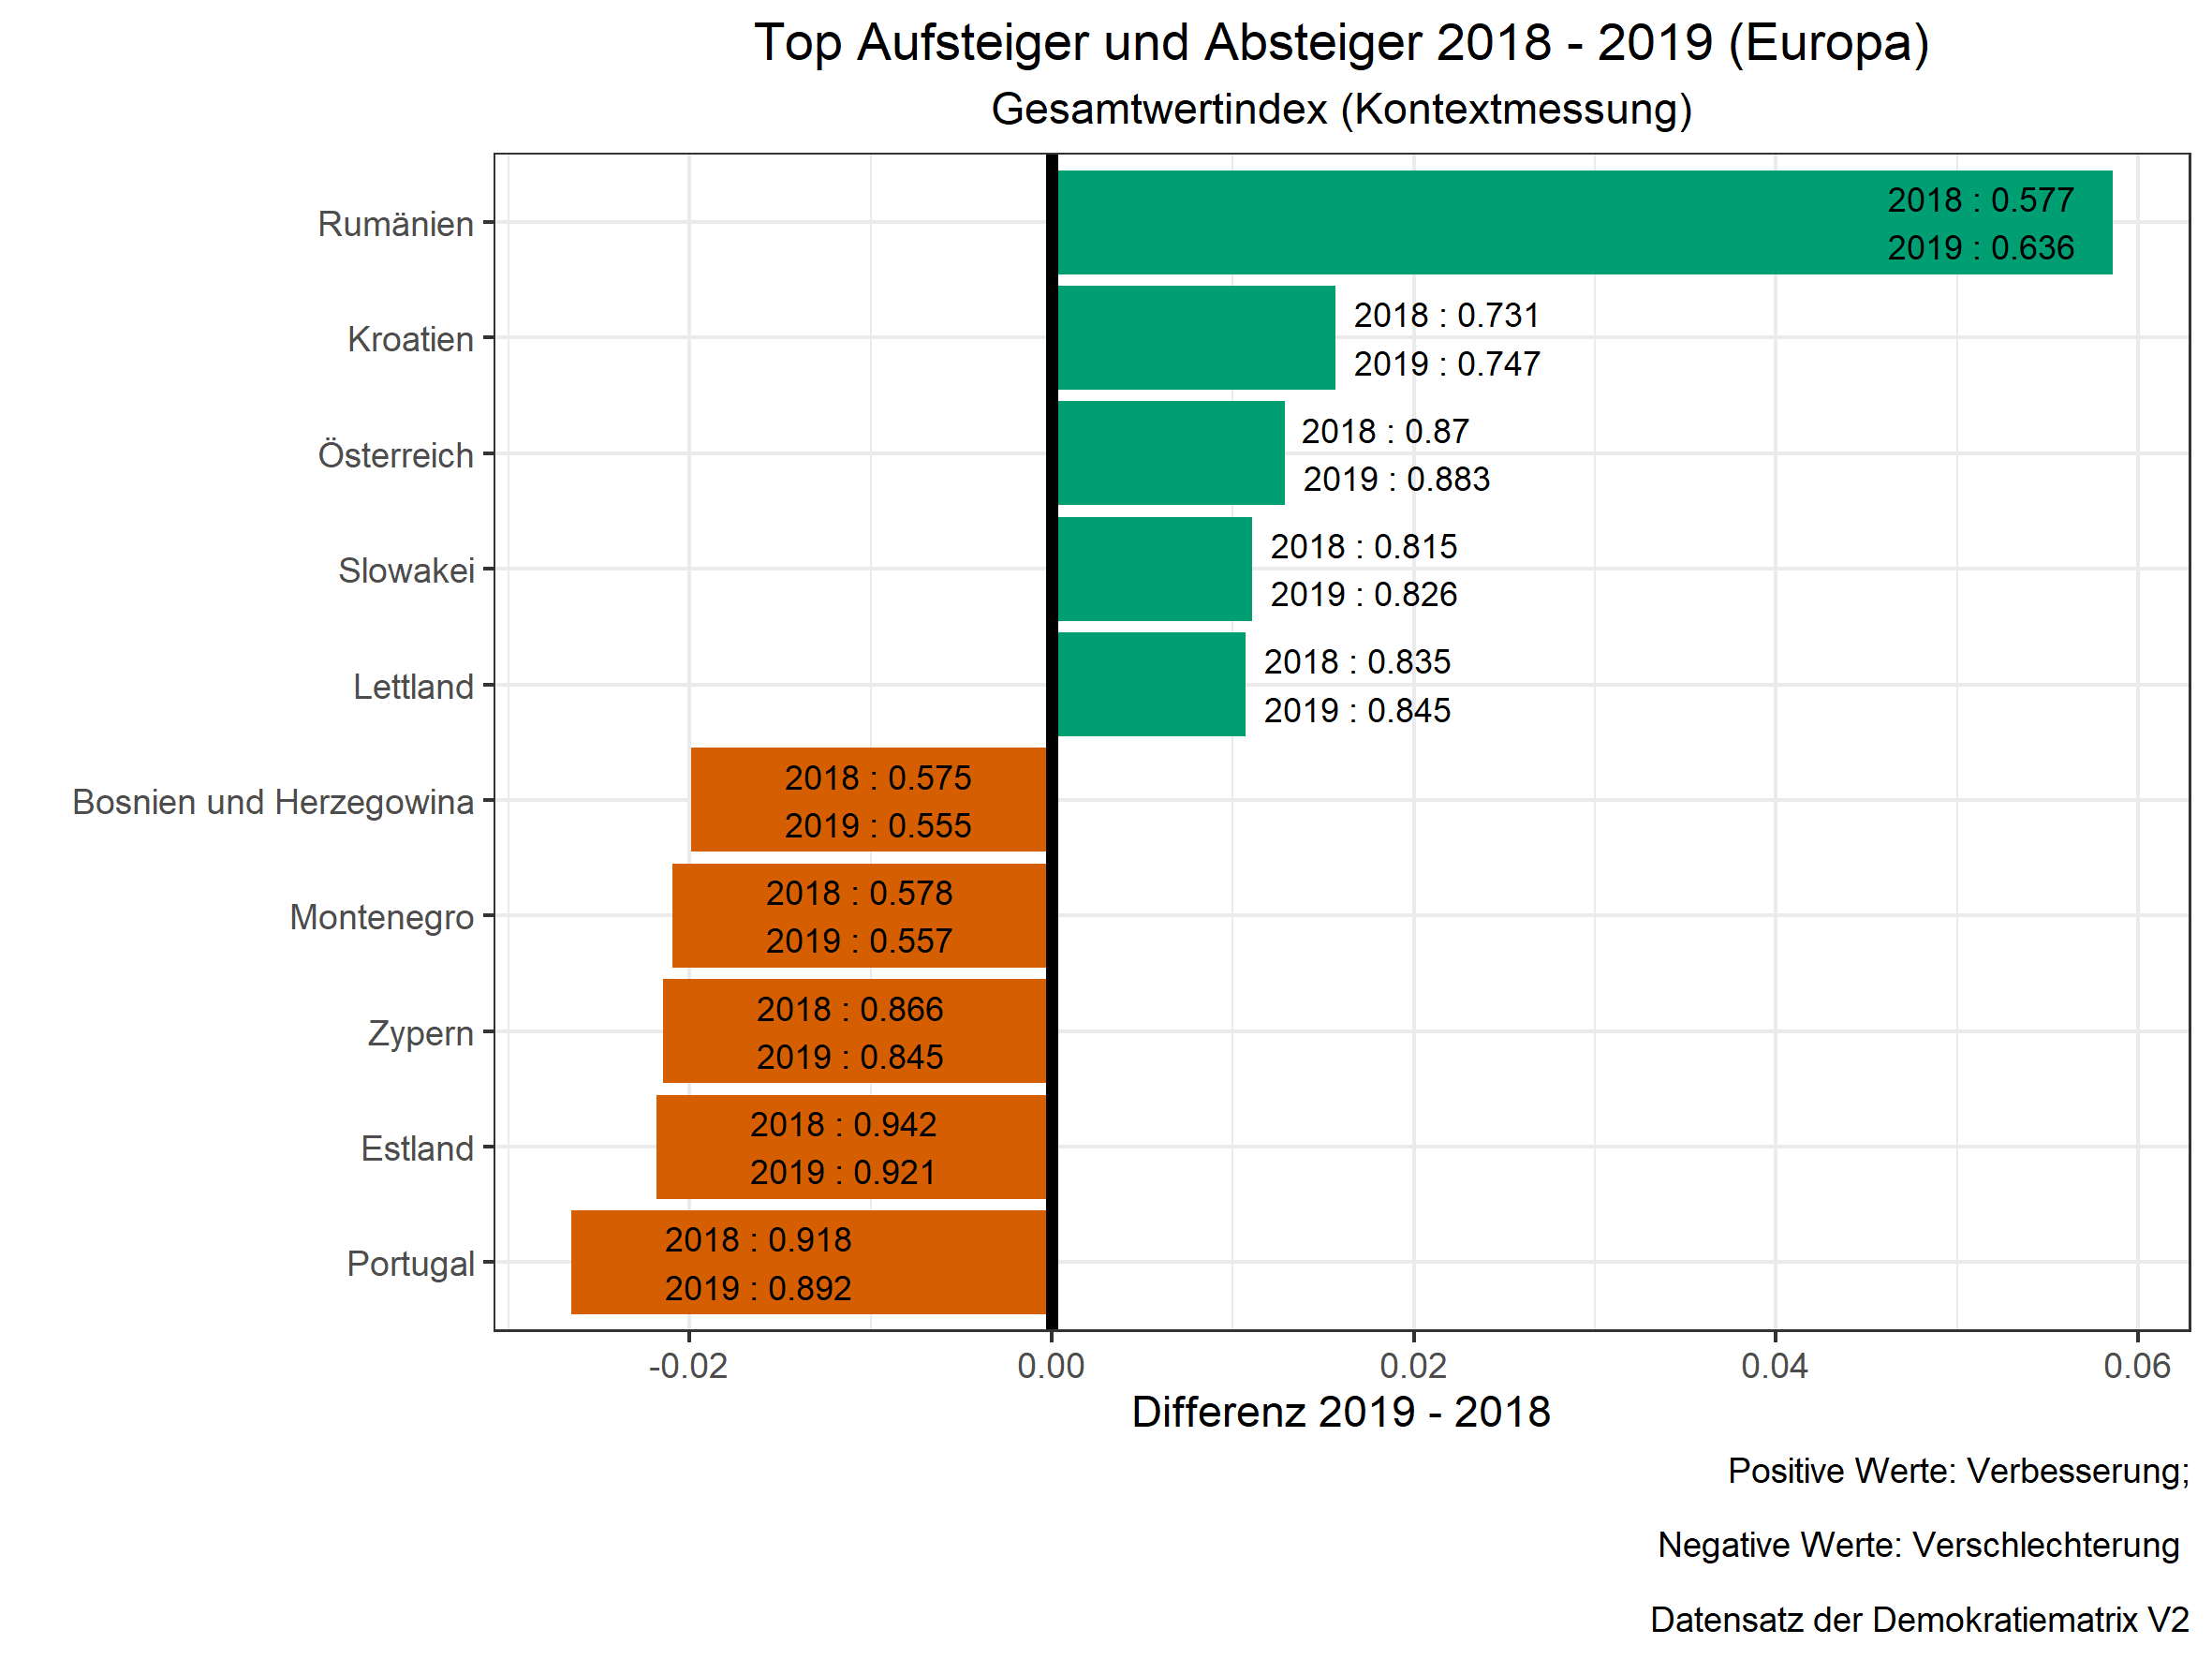 Top Aufsteiger und Absteiger 2018 - 2019 (Europa)
Gesamtwertindex (Kontextmessung)
Rumänien
2018 : 0.577
2019 : 0.636
Kroatien
2018 : 0.731
2019 : 0.747
Österreich
2018 : 0.87
2019 : 0.883
Slowakei
2018 : 0.815
2019 : 0.826
Lettland
2018 : 0.835
2019 : 0.845
Bosnien und Herzegowina
2018 : 0.575
2019 : 0.555
Montenegro
2018 : 0.578
2019 : 0.557
Zypern
2018 : 0.866
2019 : 0.845
Estland
2018 : 0.942
2019 : 0.921
Portugal
2018 : 0.918
2019 : 0.892
-0.02 0.00 0.02 0.04 0.06
Differenz 2019 - 2018
Positive Werte: Verbesserung;
Negative Werte: Verschlechterung
Datensatz der Demokratiematrix V2